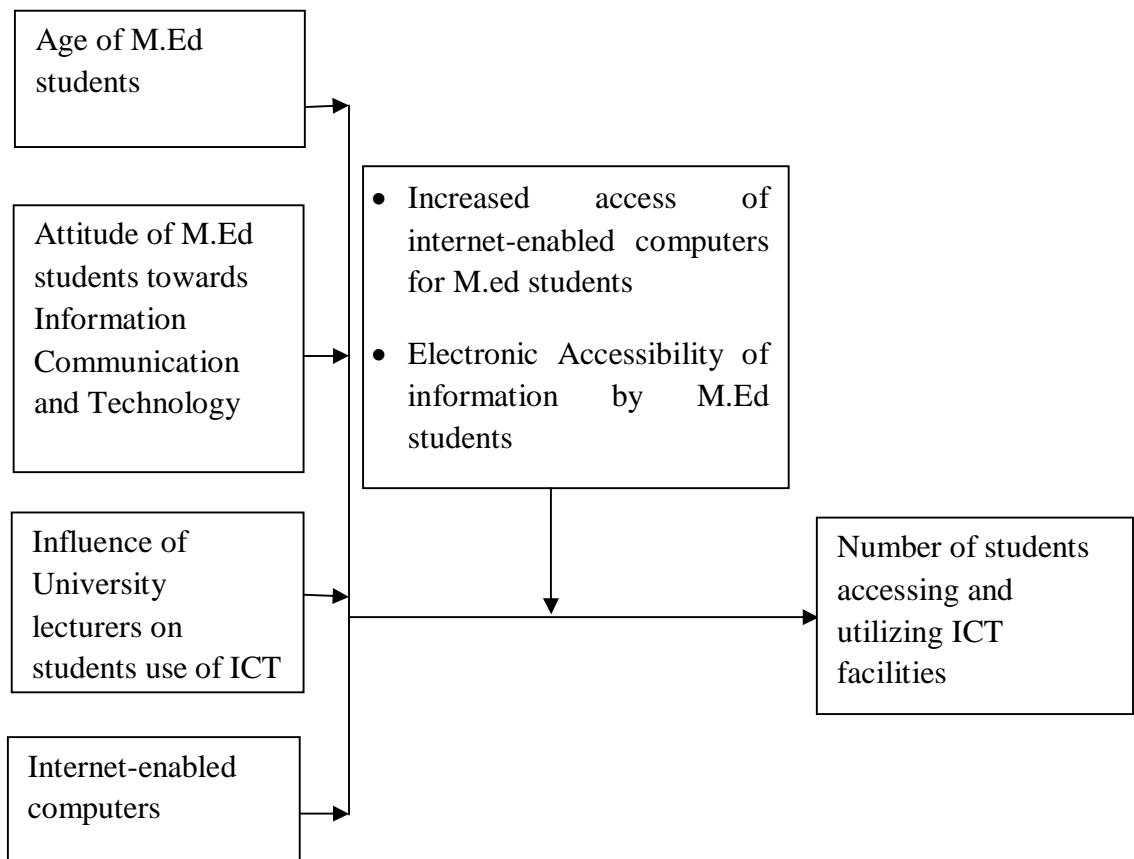 Age of M.Ed
students
Attitude of M.Ed
students towards
Information
Communication
and Technology
Influence of
University
lecturers on
students use of ICT
Internet-enabled
computers
• Increased access of
internet-enabled computers
for M.ed students
• Electronic Accessibility of
information by M.Ed
students
Number of students
accessing and
utilizing ICT
facilities